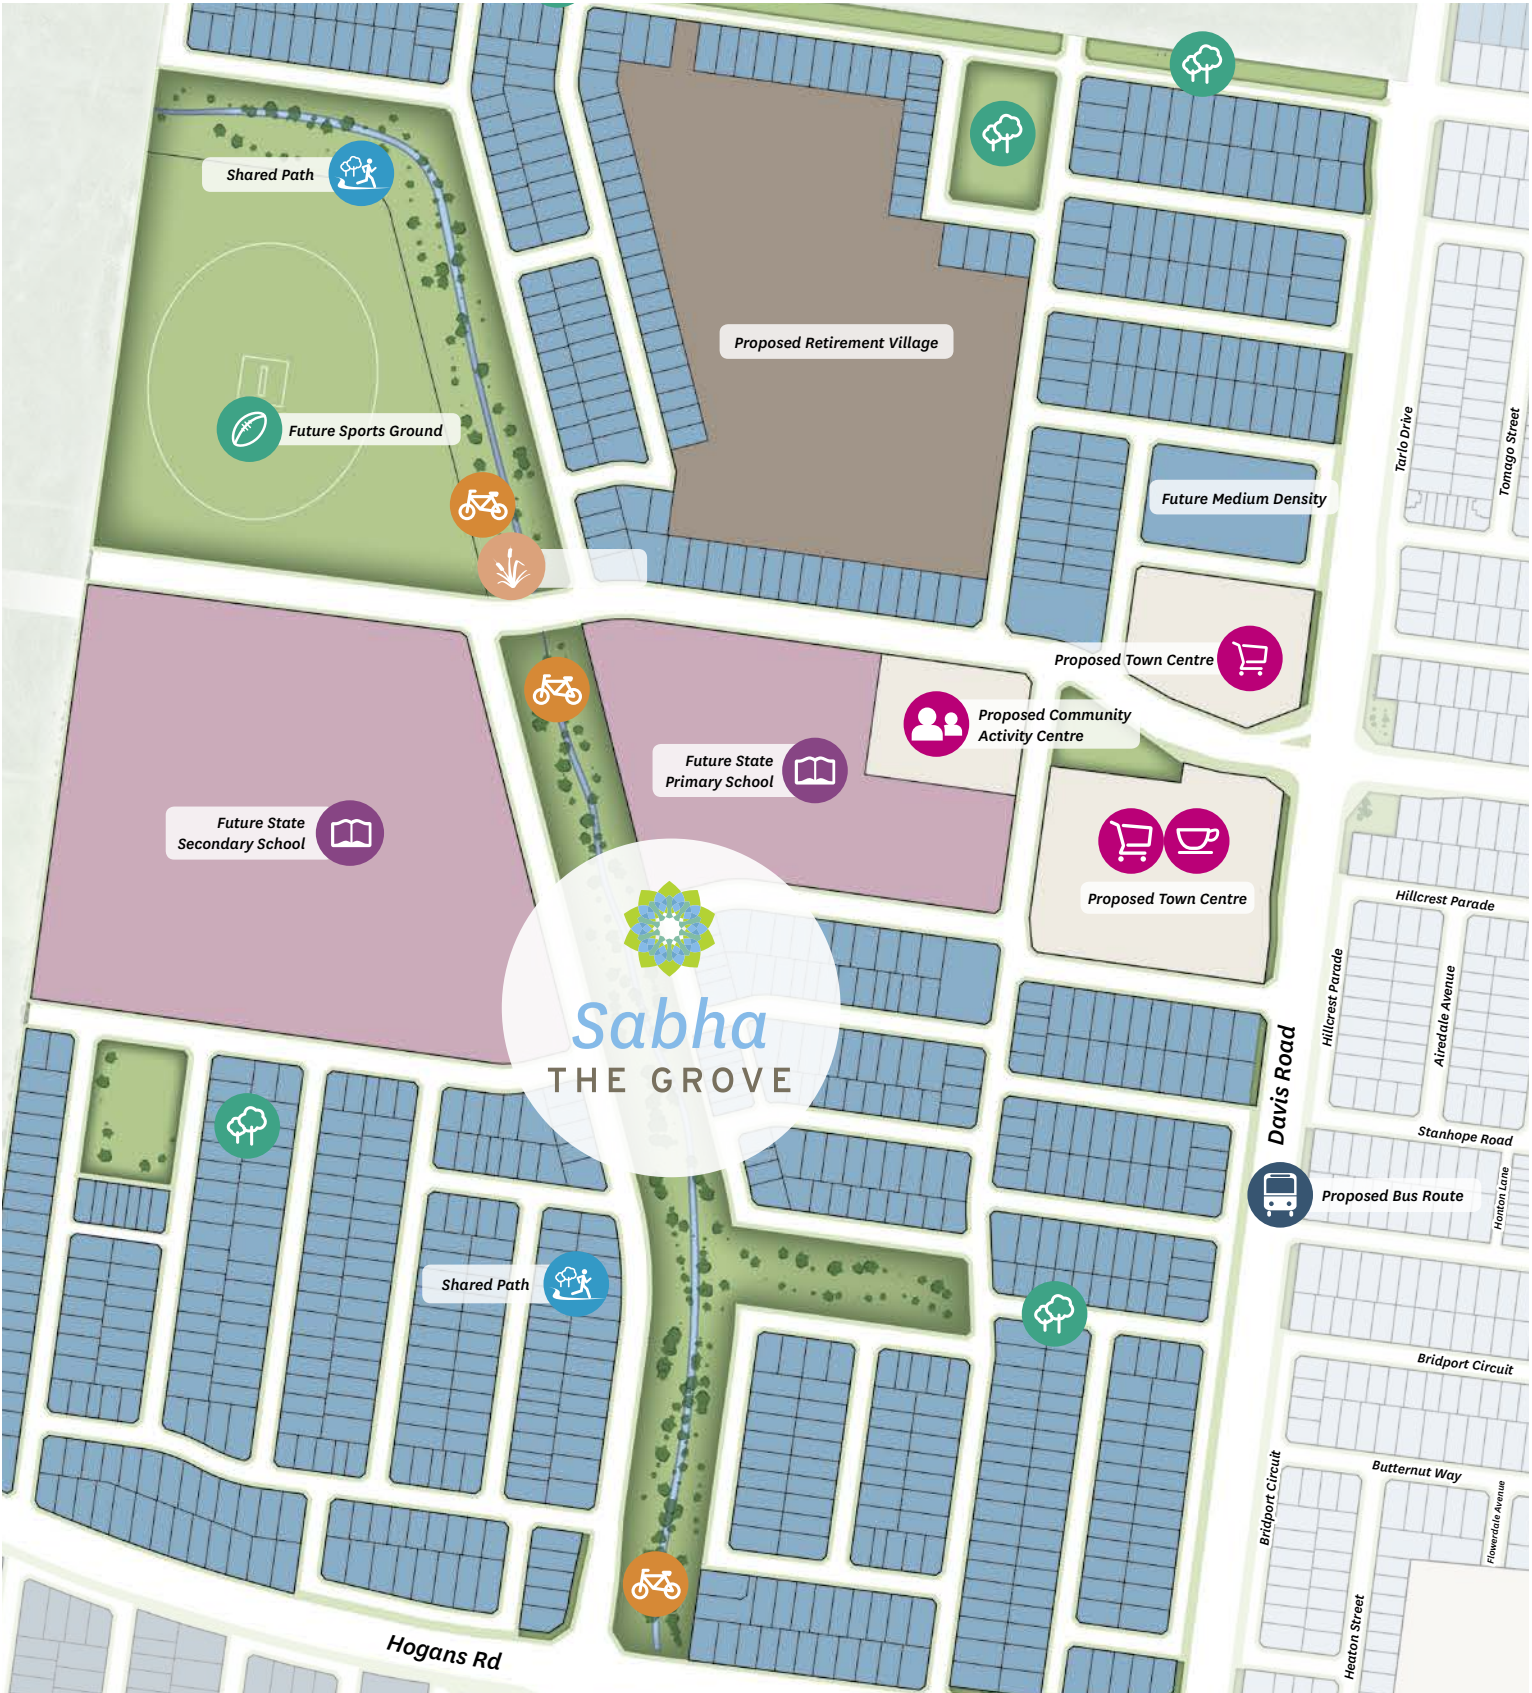 Shared Path
Proposed Retirement Village
Future Sports Ground
Tarlo Drive
Tomago Street
Future Medium Density
Proposed Town Centre
Proposed Community
Activity Centre
Future State
Primary School
Future State
Secondary School
Proposed Town Centre
Hillcrest Parade
Hillcrest Parade
Airedale Avenue
Sabha
THE GROVE
Davis Road
Stanhope Road
Honton Lane
Proposed Bus Route
Shared Path
Bridport Circuit
Bridport Circuit
Butternut Way
Flowerdale Avenue
Heaton Street
Hogans Rd